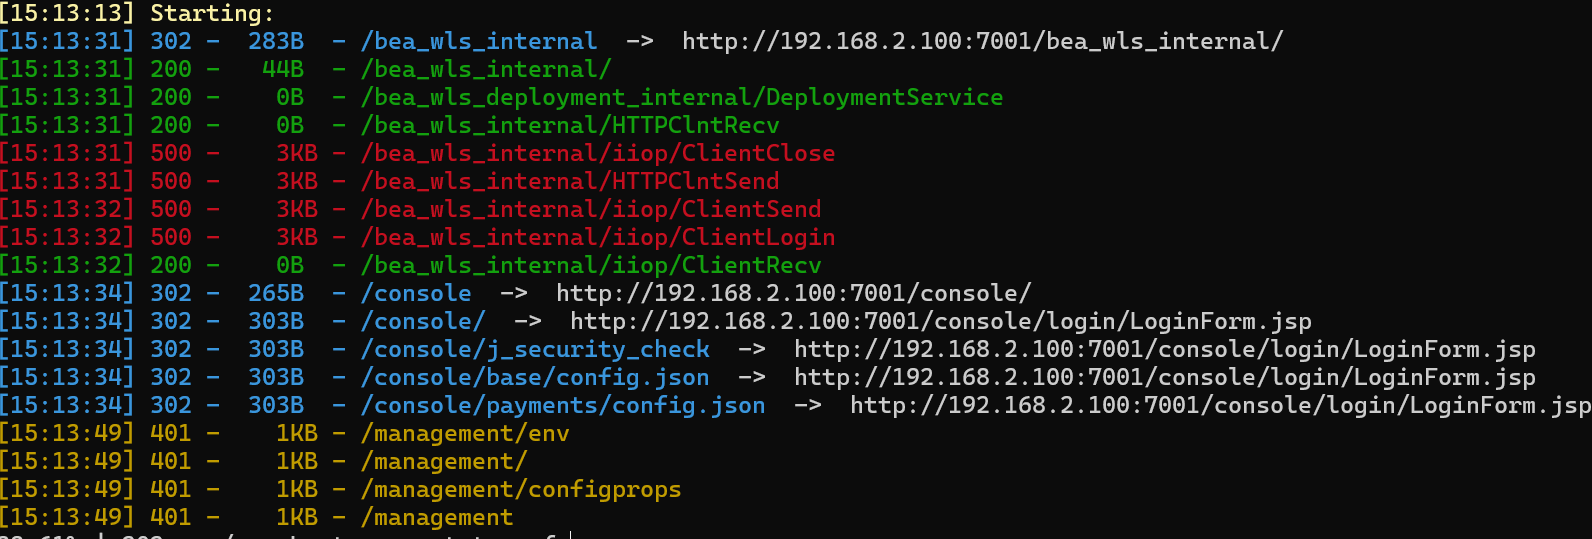 [15:13:13] Starting:
[15:13:31] 302 -  283B  - /bea_wls_internal  ->  http://192.168.2.100:7001/bea_wls_internal/
[15:13:31] 200 -   44B  - /bea_wls_internal/
[15:13:31] 200 -    0B  - /bea_wls_deployment_internal/DeploymentService
[15:13:31] 200 -    0B  - /bea_wls_internal/HTTPClntRecv
[15:13:31] 500 -    3KB - /bea_wls_internal/iiop/ClientClose
[15:13:31] 500 -    3KB - /bea_wls_internal/HTTPClntSend
[15:13:32] 500 -    3KB - /bea_wls_internal/iiop/ClientSend
[15:13:32] 500 -    3KB - /bea_wls_internal/iiop/ClientLogin
[15:13:32] 200 -    0B  - /bea_wls_internal/iiop/ClientRecv
[15:13:34] 302 -  265B  - /console  ->  http://192.168.2.100:7001/console/
[15:13:34] 302 -  303B  - /console/  ->  http://192.168.2.100:7001/console/login/LoginForm.jsp
[15:13:34] 302 -  303B  - /console/j_security_check  ->  http://192.168.2.100:7001/console/login/LoginForm.jsp
[15:13:34] 302 -  303B  - /console/base/config.json  ->  http://192.168.2.100:7001/console/login/LoginForm.jsp
[15:13:34] 302 -  303B  - /console/payments/config.json  ->  http://192.168.2.100:7001/console/login/LoginForm.jsp
[15:13:49] 401 -    1KB - /management/env
[15:13:49] 401 -    1KB - /management/
[15:13:49] 401 -    1KB - /management/configprops
[15:13:49] 401 -    1KB - /management